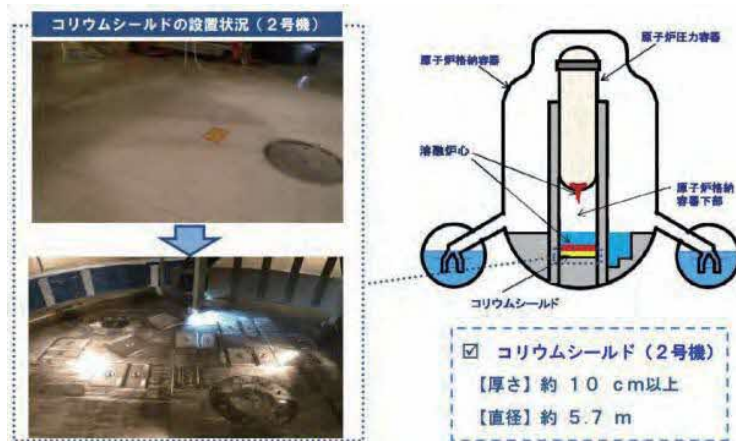 コリウムシールドの設置状況（２号機）
原子炉格納容器
原子炉圧力容器
溶融炉心
原子炉格納
容器下部
コリウムシールド
☑ コリウムシールド（２号機）
【厚さ】約 １０ cm以上
【直径】約 ５.７ m